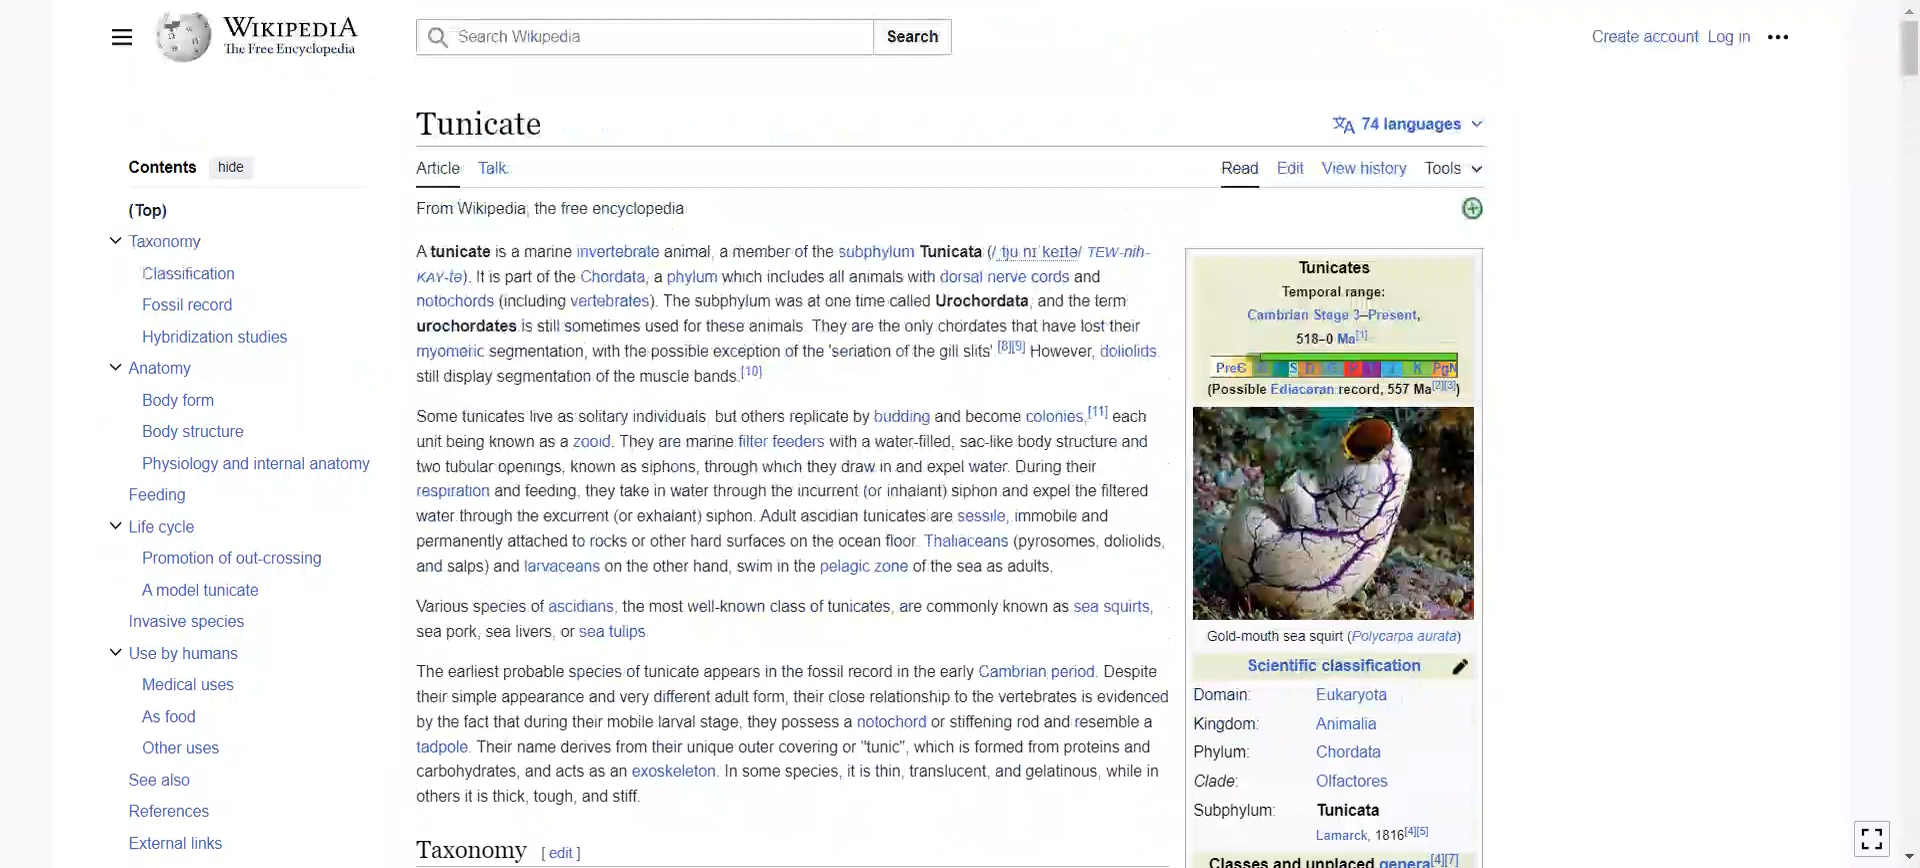 WIKIPEDIA
The Free Encyclopedia
Search Wikipedia
Search
Create account Log in
Contents hide
(Top)
Taxonomy
Classification
Fossil record
Hybridization studies
Anatomy
Body form
Body structure
Physiology and internal anatomy
Feeding
Life cycle
Promotion of out-crossing
A model tunicate
Invasive species
Use by humans
Medical uses
As food
Other uses
See also
References
External links
Tunicate
74 languages
Article Talk
Read Edit View history Tools
From Wikipedia, the free encyclopedia
A tunicate is a marine invertebrate animal, a member of the subphylum Tunicata (/ˌtjuːnɪˈkeɪtə/ TEW-nih-
KAY-tə). It is part of the Chordata, a phylum which includes all animals with dorsal nerve cords and
notochords (including vertebrates). The subphylum was at one time called Urochordata, and the term
urochordates is still sometimes used for these animals. They are the only chordates that have lost their
myomeric segmentation, with the possible exception of the 'seriation of the gill slits'.[8][9] However, doliolids
still display segmentation of the muscle bands.[10]
Some tunicates live as solitary individuals, but others replicate by budding and become colonies,[11] each
unit being known as a zooid. They are marine filter feeders with a water-filled, sac-like body structure and
two tubular openings, known as siphons, through which they draw in and expel water. During their
respiration and feeding, they take in water through the incurrent (or inhalant) siphon and expel the filtered
water through the excurrent (or exhalant) siphon. Adult ascidian tunicates are sessile, immobile and
permanently attached to rocks or other hard surfaces on the ocean floor. Thaliaceans (pyrosomes, doliolids,
and salps) and larvaceans on the other hand, swim in the pelagic zone of the sea as adults.
Various species of ascidians, the most well-known class of tunicates, are commonly known as sea squirts,
sea pork, sea livers, or sea tulips.
The earliest probable species of tunicate appears in the fossil record in the early Cambrian period. Despite
their simple appearance and very different adult form, their close relationship to the vertebrates is evidenced
by the fact that during their mobile larval stage, they possess a notochord or stiffening rod and resemble a
tadpole. Their name derives from their unique outer covering or "tunic", which is formed from proteins and
carbohydrates, and acts as an exoskeleton. In some species, it is thin, translucent, and gelatinous, while in
others it is thick, tough, and stiff.
Taxonomy [ edit ]
Tunicates
Temporal range:
Cambrian Stage 3–Present,
518–0 Ma[1]
PreꞒ S D P K PgN
(Possible Ediacaran record, 557 Ma[2][3])
Gold-mouth sea squirt (Polycarpa aurata)
Scientific classification
Domain: Eukaryota
Kingdom: Animalia
Phylum: Chordata
Clade: Olfactores
Subphylum: Tunicata
Lamarck, 1816[4][5]
Classes and unplaced genera[4][7]